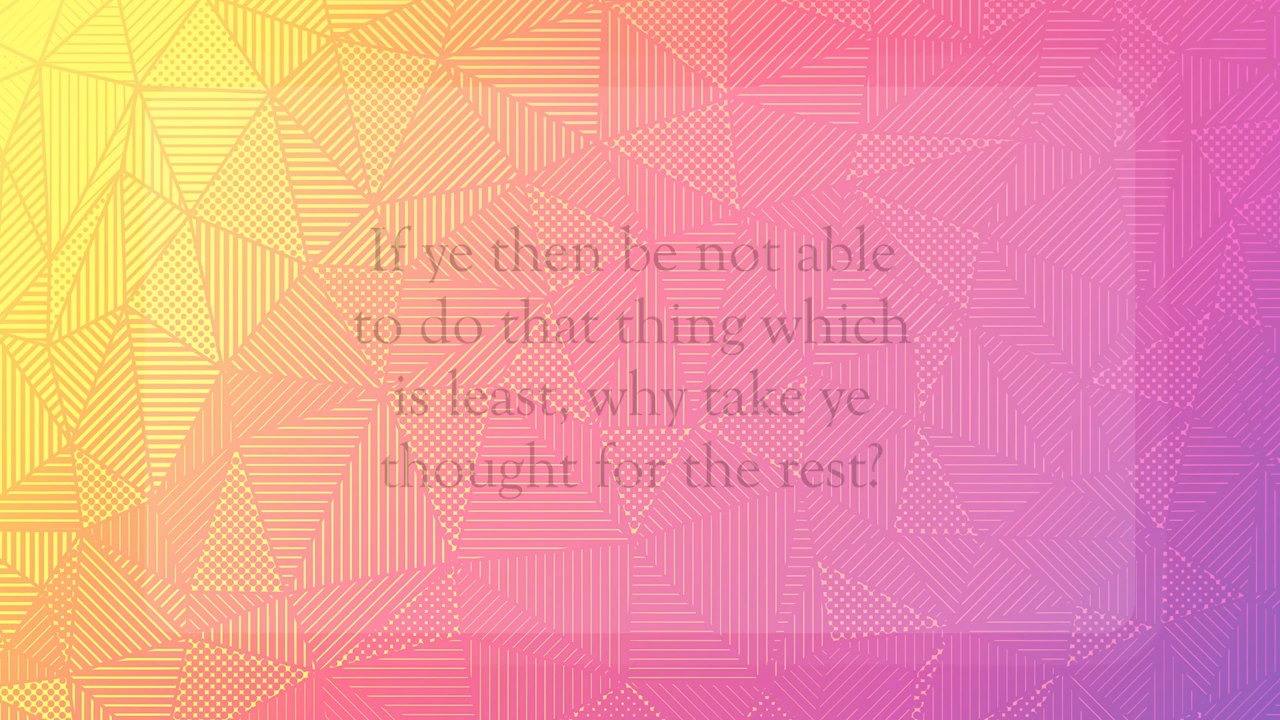 If ye then be not able
to do that thing which
is least, why take ye
thought for the rest?